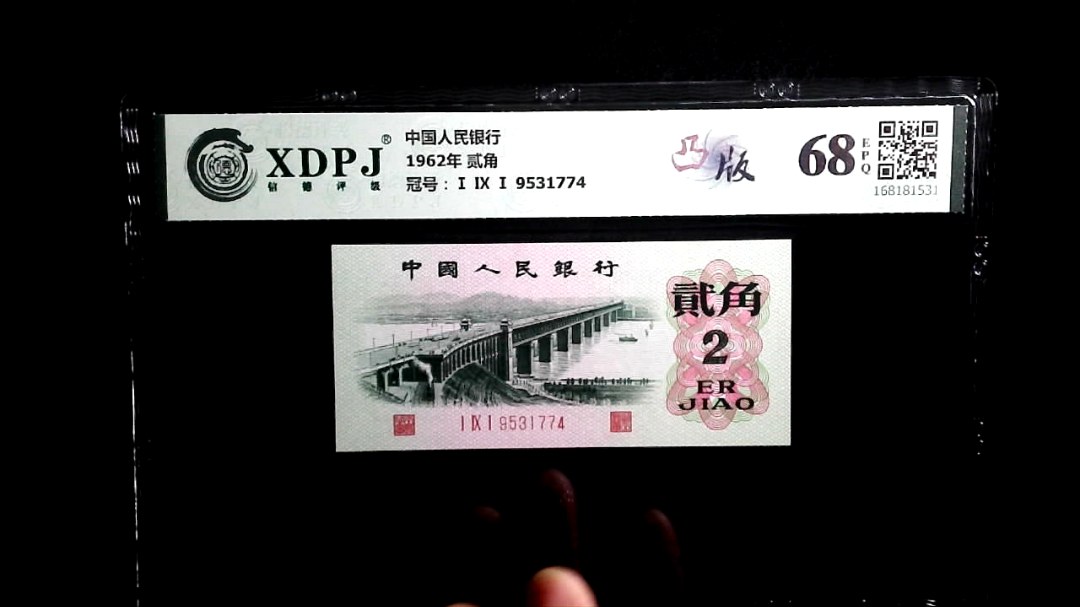 XDPJ®
信德评级
中国人民银行
1962年 贰角
冠号：I IX I 9531774
凸版
68
EPQ
168181531
中國人民銀行
貳角
2
ER
JIAO
I IX I 9531774